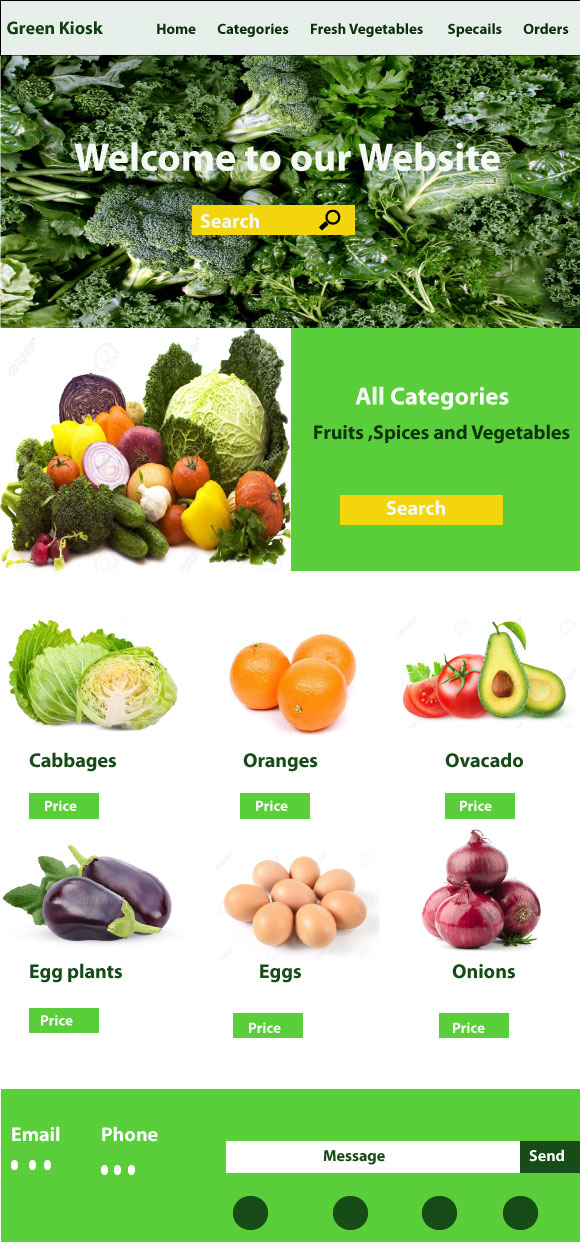 Green Kiosk Home Categories Fresh Vegetables Specails Orders
Welcome to our Website
Search
All Categories
Fruits ,Spices and Vegetables
Search
Cabbages Oranges Ovacado
Price Price Price
Egg plants Eggs Onions
Price Price Price
Email Phone
Message Send